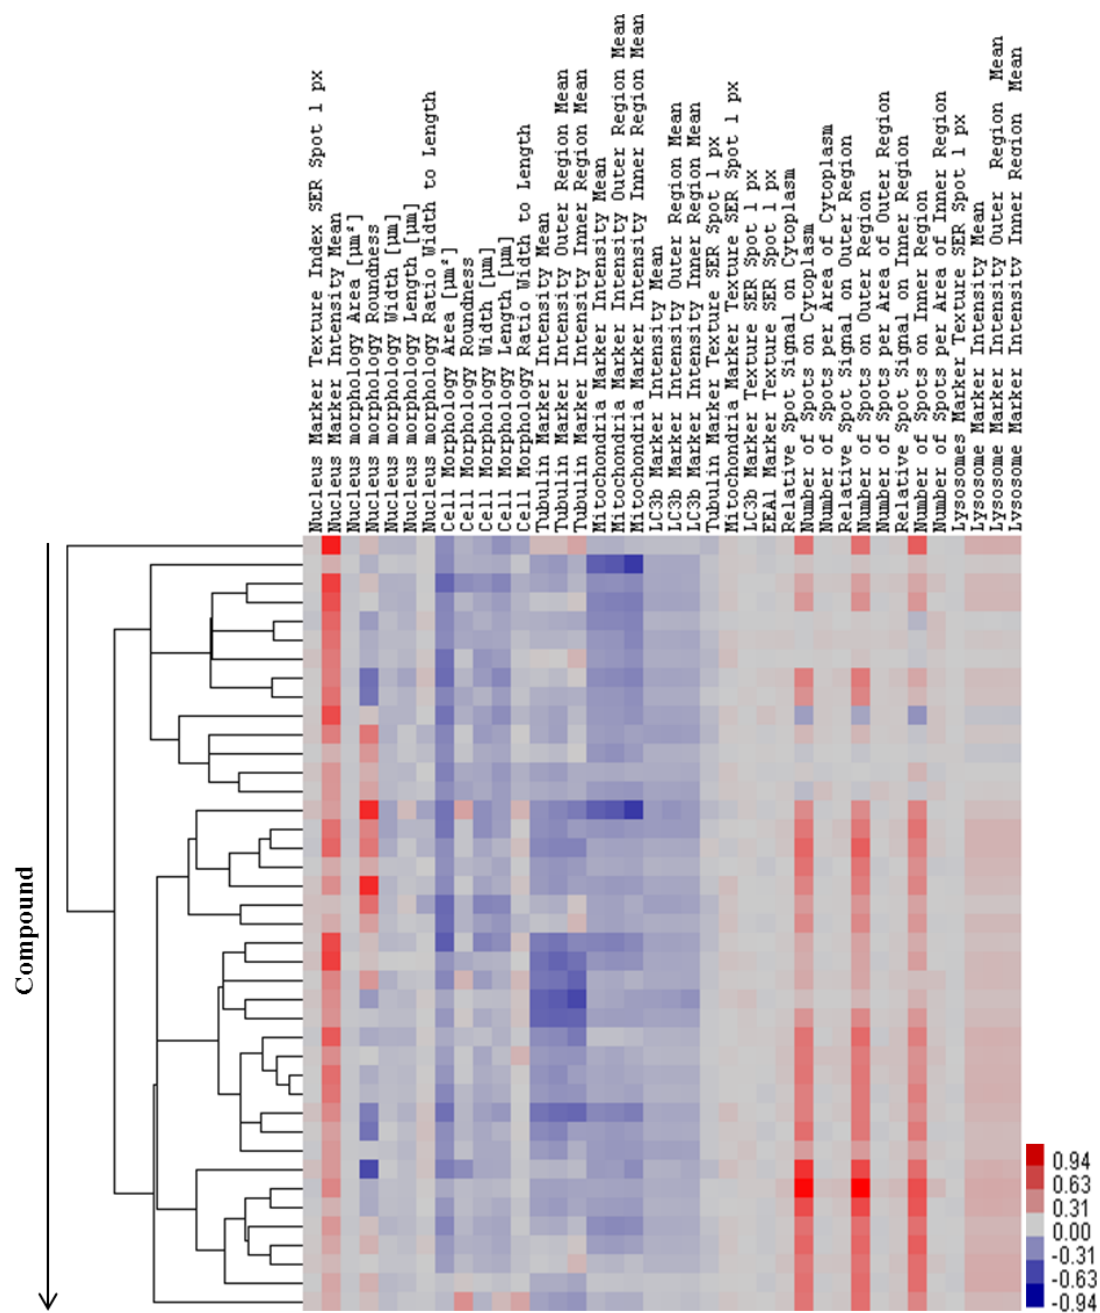 Nucleus Marker Texture Index SER Spot 1 px
Nucleus Marker Intensity Mean
Nucleus morphology Area [µm²]
Nucleus morphology Roundness
Nucleus morphology Width [µm]
Nucleus morphology Length [µm]
Nucleus morphology Ratio Width to Length
Cell Morphology Area [µm²]
Cell Morphology Roundness
Cell Morphology Width [µm]
Cell Morphology Length [µm]
Cell Morphology Ratio Width to Length
Tubulin Marker Intensity Mean
Tubulin Marker Intensity Outer Region Mean
Tubulin Marker Intensity Inner Region Mean
Mitochondria Marker Intensity Mean
Mitochondria Marker Intensity Outer Region Mean
Mitochondria Marker Intensity Inner Region Mean
LC3b Marker Intensity Mean
LC3b Marker Intensity Outer Region Mean
LC3b Marker Intensity Inner Region Mean
Tubulin Marker Texture SER Spot 1 px
Mitochondria Marker Texture SER Spot 1 px
LC3b Marker Texture SER Spot 1 px
EEA1 Marker Texture SER Spot 1 px
Relative Spot Signal on Cytoplasm
Number of Spots on Cytoplasm
Number of Spots per Area of Cytoplasm
Relative Spot Signal on Outer Region
Number of Spots on Outer Region
Number of Spots per Area of Outer Region
Relative Spot Signal on Inner Region
Number of Spots on Inner Region
Number of Spots per Area of Inner Region
Lysosomes Marker Texture SER Spot 1 px
Lysosome Marker Intensity Mean
Lysosome Marker Intensity Outer Region Mean
Lysosome Marker Intensity Inner Region Mean
Compound
0.94
0.63
0.31
0.00
-0.31
-0.63
-0.94